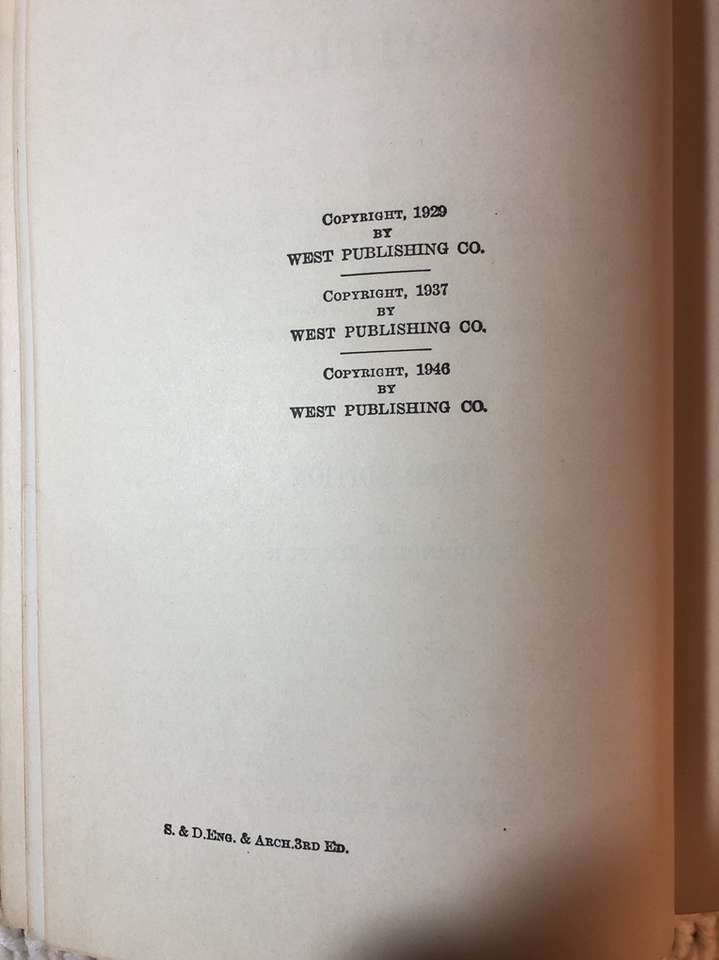 COPYRIGHT, 1929
BY
WEST PUBLISHING CO.
COPYRIGHT, 1937
BY
WEST PUBLISHING CO.
COPYRIGHT, 1946
BY
WEST PUBLISHING CO.
S. & D.ENG. & ARCH.3RD ED.